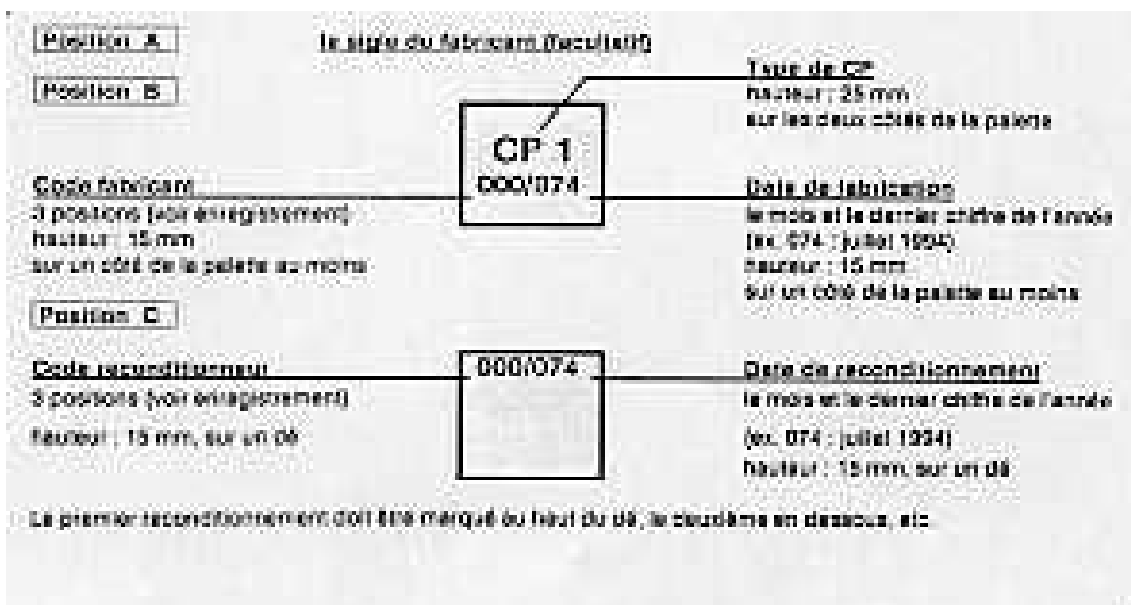 Position A
le sigle du fabricant (facultatif)
Position B
Type de CP
hauteur : 25 mm
sur les deux côtés de la palette
CP 1
000/074
Code fabricant
3 positions (voir enregistrement)
hauteur : 15 mm
sur un côté de la palette au moins
Date de fabrication
le mois et le dernier chiffre de l'année
(ex. 074 : juillet 1994)
hauteur : 15 mm
sur un côté de la palette au moins
Position C
Code reconditionneur
3 positions (voir enregistrement)
hauteur : 15 mm, sur un dé
000/074
Date de reconditionnement
le mois et le dernier chiffre de l'année
(ex. 074 : juillet 1994)
hauteur : 15 mm, sur un dé
Le premier reconditionnement doit être marqué au haut du dé, le deuxième en dessous, etc.